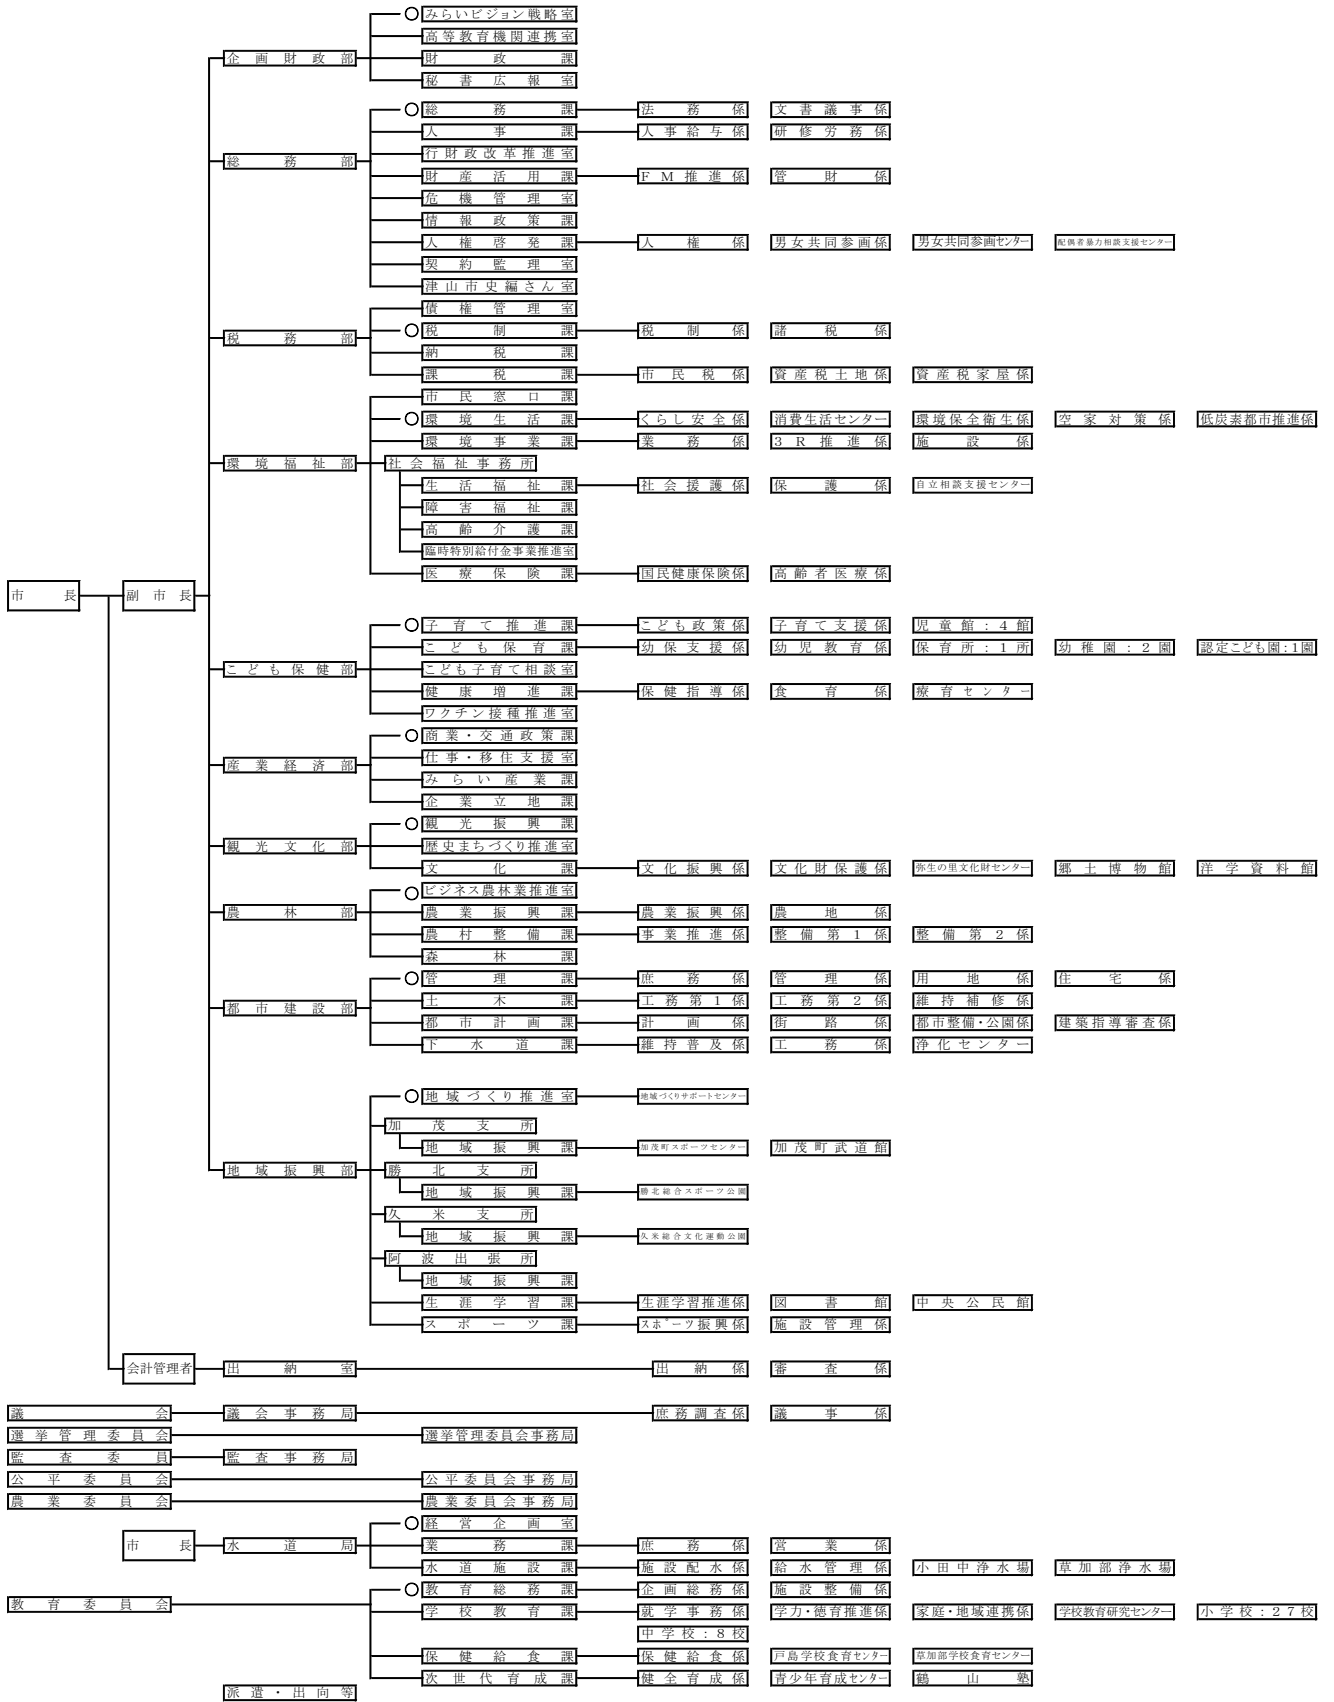 ○ みらいビジョン戦略室
高等教育機関連携室
企画財政部 財政課
秘書広報室
○ 総務課 法務係 文書議事係
人事課 人事給与係 研修労務係
総務部 行財政改革推進室
財産活用課 FM推進係 管財係
危機管理室
情報政策課
人権啓発課 人権係 男女共同参画係 男女共同参画センター 配偶者暴力相談支援センター
契約監理室
津山市史編さん室
債権管理室
税務部 ○ 税制課 税制係 諸税係
納税課
課税課 市民税係 資産税土地係 資産税家屋係
市民窓口課
○ 環境生活課 くらし安全係 消費生活センター 環境保全衛生係 空家対策係 低炭素都市推進係
環境事業課 業務係 3R推進係 施設係
環境福祉部 社会福祉事務所
生活福祉課 社会援護係 保護係 自立相談支援センター
障害福祉課
高齢介護課
臨時特別給付金事業推進室
医療保険課 国民健康保険係 高齢者医療係
市長 副市長
○ 子育て推進課 こども政策係 子育て支援係 児童館:4館
こども保育課 幼保支援係 幼児教育係 保育所:1所 幼稚園:2園 認定こども園:1園
こども保健部 こども子育て相談室
健康増進課 保健指導係 食育係 療育センター
ワクチン接種推進室
○ 商業・交通政策課
仕事・移住支援室
産業経済部 みらい産業課
企業立地課
○ 観光振興課
観光文化部 歴史まちづくり推進室
文化課 文化振興係 文化財保護係 弥生の里文化財センター 郷土博物館 洋学資料館
○ ビジネス農林業推進室
農林部 農業振興課 農業振興係 農地係
農村整備課 事業推進係 整備第1係 整備第2係
森林課
○ 管理課 庶務係 管理係 用地係 住宅係
都市建設部 土木課 工務第1係 工務第2係 維持補修係
都市計画課 計画係 街路係 都市整備・公園係 建築指導審査係
下水道課 維持普及係 工務係 浄化センター
○ 地域づくり推進室 地域づくりサポートセンター
加茂支所
地域振興課 加茂町スポーツセンター 加茂町武道館
地域振興部 勝北支所
地域振興課 勝北総合スポーツ公園
久米支所
地域振興課 久米総合文化運動公園
阿波出張所
地域振興課
生涯学習課 生涯学習推進係 図書館 中央公民館
スポーツ課 スポーツ振興係 施設管理係
会計管理者 出納室 出納係 審査係
議会 議会事務局 庶務調査係 議事係
選挙管理委員会 選挙管理委員会事務局
監査委員 監査事務局
公平委員会 公平委員会事務局
農業委員会 農業委員会事務局
○ 経営企画室
市長 水道局 業務課 庶務係 営業係
水道施設課 施設配水係 給水管理係 小田中浄水場 草加部浄水場
○ 教育総務課 企画総務係 施設整備係
教育委員会 学校教育課 就学事務係 学力・徳育推進係 家庭・地域連携係 学校教育研究センター 小学校:27校
中学校:8校
保健給食課 保健給食係 戸島学校食育センター 草加部学校食育センター
次世代育成課 健全育成係 青少年育成センター 鶴山塾
派遣・出向等